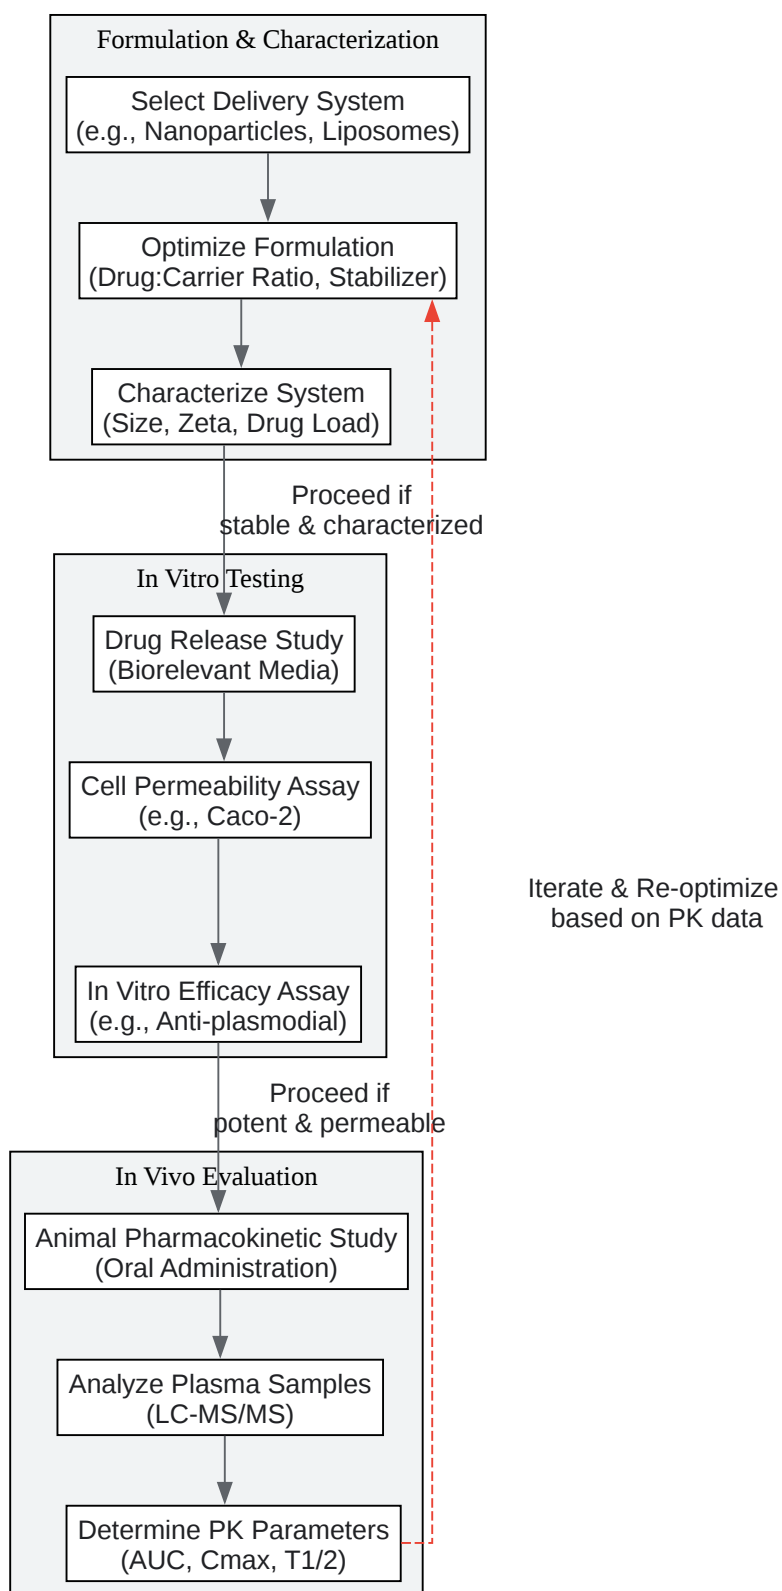 Formulation & Characterization
Select Delivery System
(e.g., Nanoparticles, Liposomes)
Optimize Formulation
(Drug:Carrier Ratio, Stabilizer)
Characterize System
(Size, Zeta, Drug Load)
Proceed if
stable & characterized
In Vitro Testing
Drug Release Study
(Biorelevant Media)
Cell Permeability Assay
(e.g., Caco-2)
Iterate & Re-optimize
based on PK data
In Vitro Efficacy Assay
(e.g., Anti-plasmodial)
Proceed if
potent & permeable
In Vivo Evaluation
Animal Pharmacokinetic Study
(Oral Administration)
Analyze Plasma Samples
(LC-MS/MS)
Determine PK Parameters
(AUC, Cmax, T1/2)